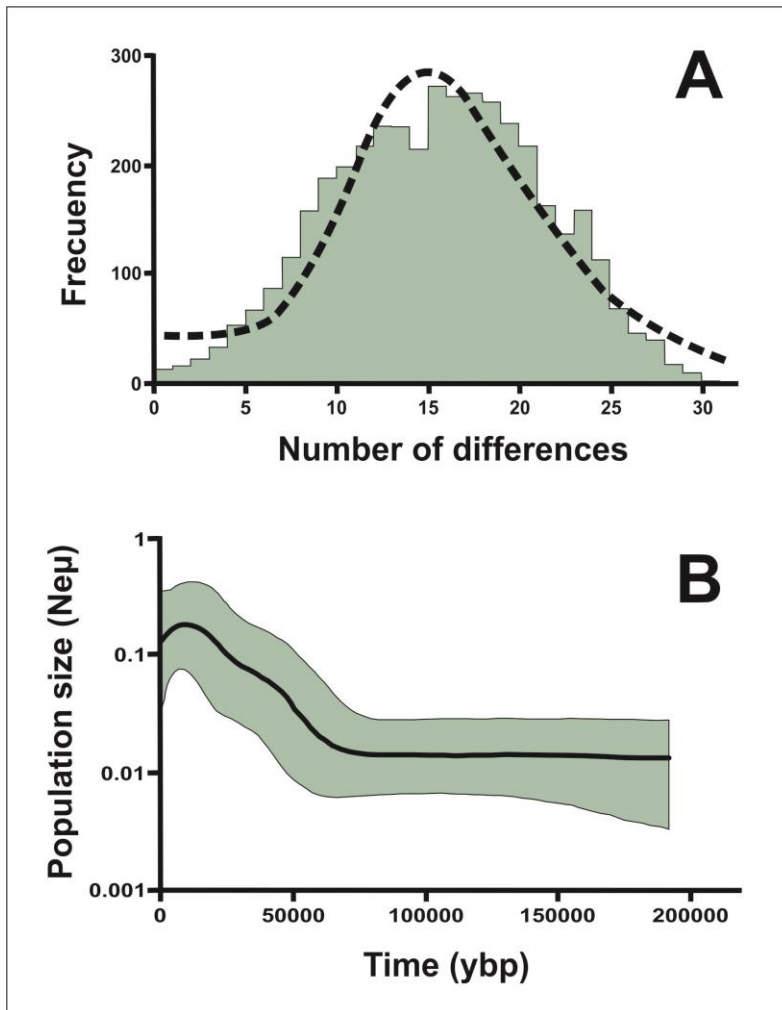 A
300
200
100
0
Frecuency
0 5 10 15 20 25 30
Number of differences
B
1
0.1
0.01
0.001
Population size (Neµ)
0 50000 100000 150000 200000
Time (ybp)